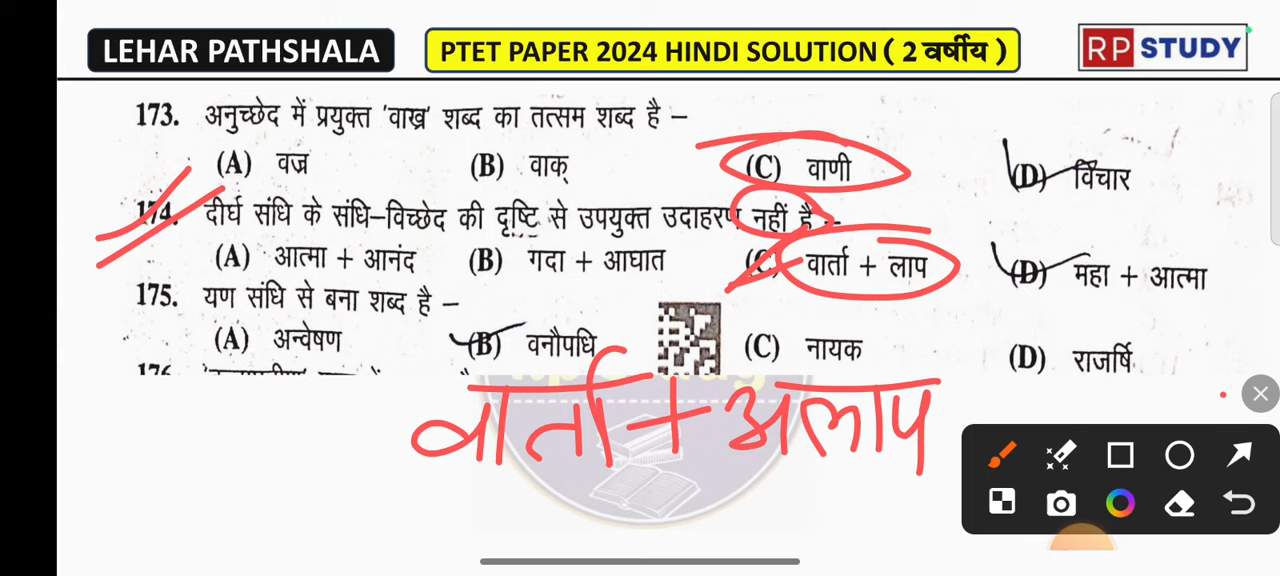 LEHAR PATHSHALA PTET PAPER 2024 HINDI SOLUTION ( 2 वर्षीय ) RP STUDY
173. अनुच्छेद में प्रयुक्त 'वाख़' शब्द का तत्सम शब्द है –
(A) वज्र (B) वाक् (C) वाणी (D) विचार
174. दीर्घ संधि के संधि-विच्छेद की दृष्टि से उपयुक्त उदाहरण नहीं है –
(A) आत्मा + आनंद (B) गदा + आघात (C) वार्ता + लाप (D) महा + आत्मा
175. यण संधि से बना शब्द है –
(A) अन्वेषण (B) वनौपधि (C) नायक (D) राजर्षि
176.
वार्ता + अलाप